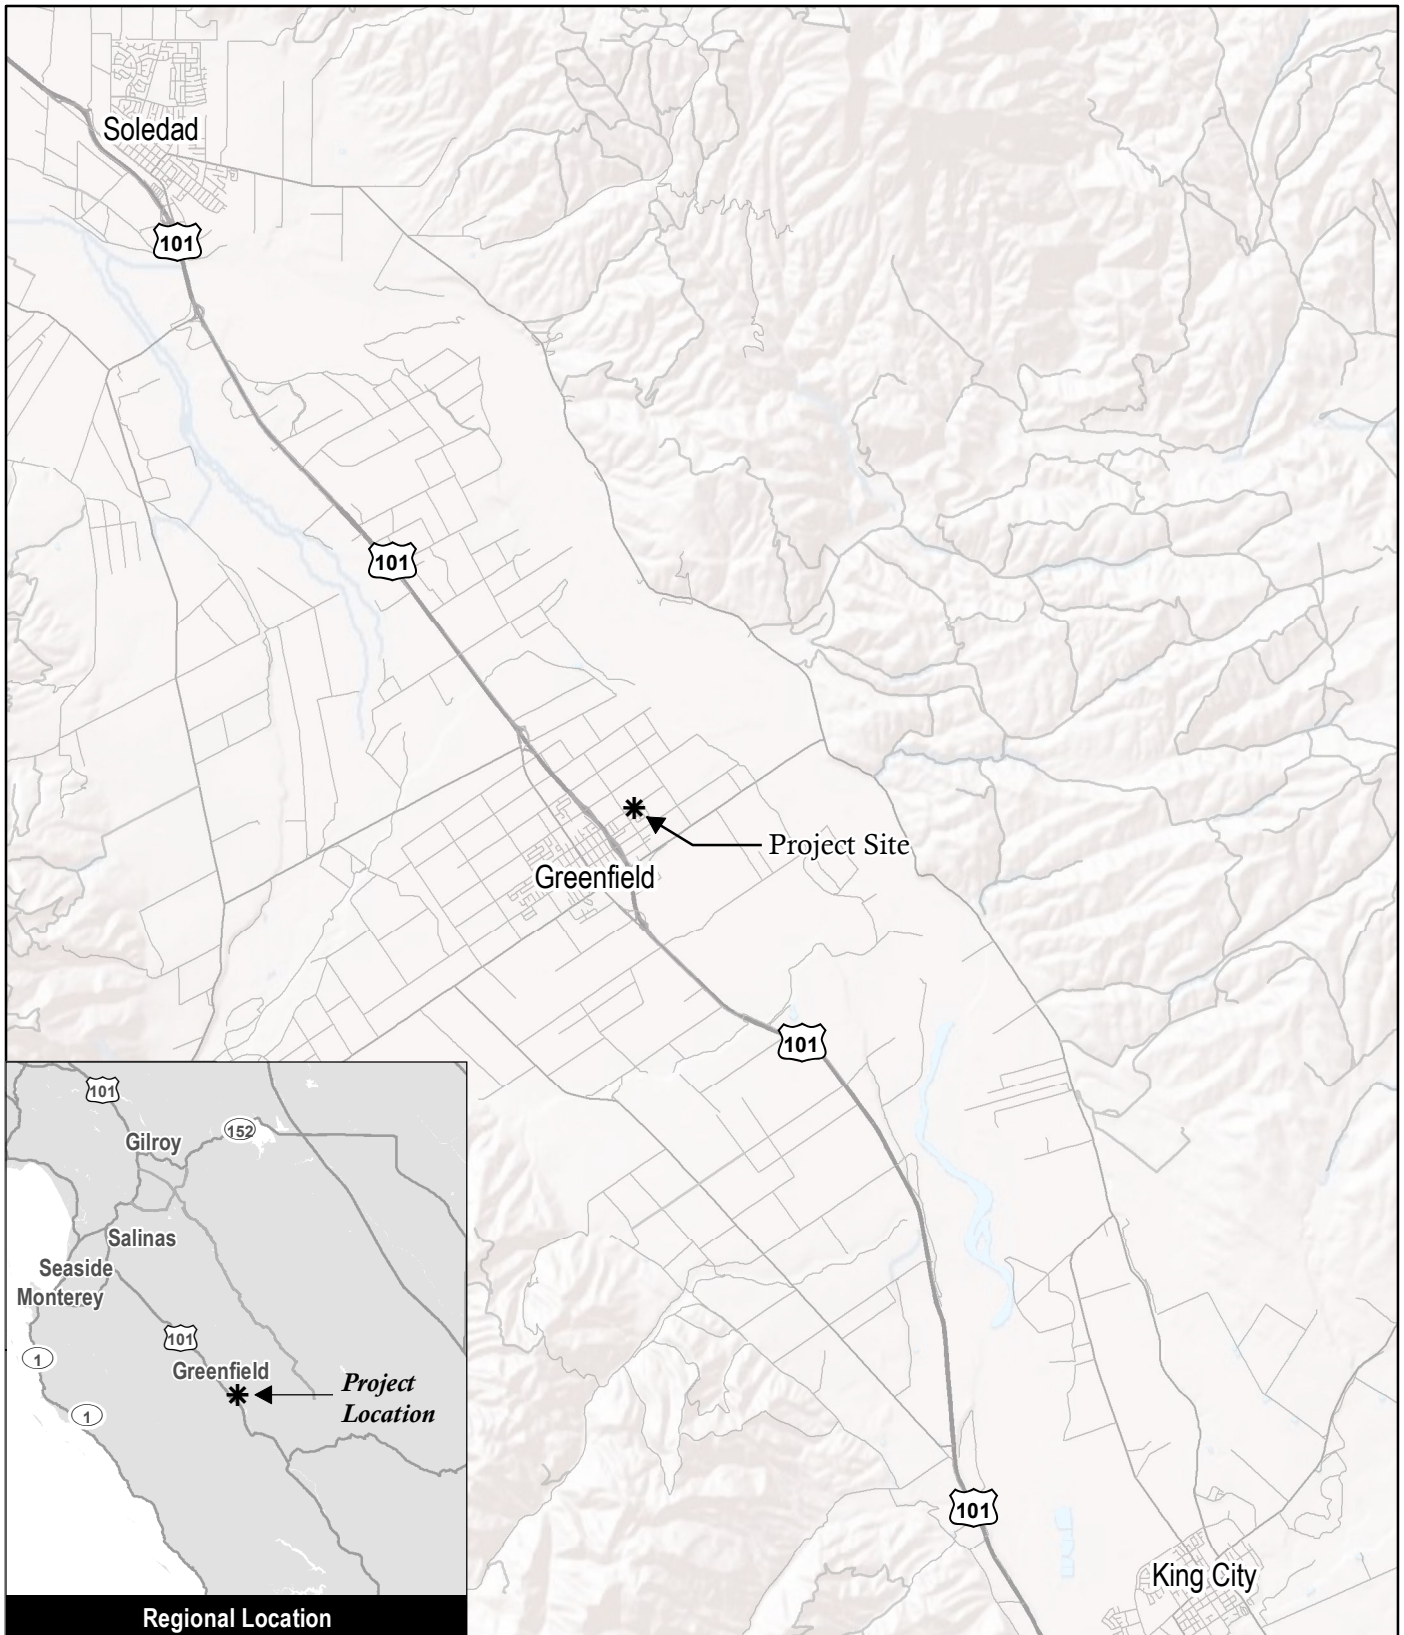 Soledad
101
101
Project Site
Greenfield
101
101
King City
101
152
Gilroy
Salinas
Seaside
Monterey
101
1
Greenfield
Project
Location
1
Regional Location